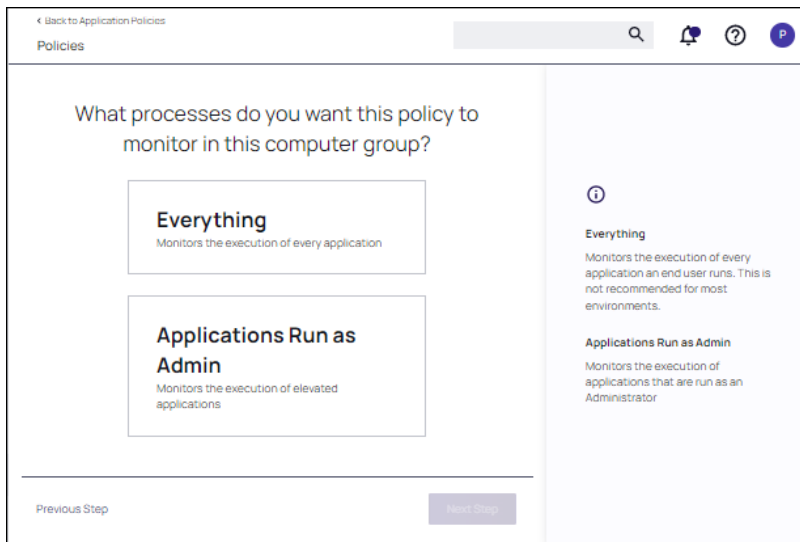 Back to Application Policies
Policies
P
What processes do you want this policy to
monitor in this computer group?
Everything
Monitors the execution of every application
Applications Run as
Admin
Monitors the execution of elevated
applications
Everything
Monitors the execution of every
application an end user runs. This is
not recommended for most
environments.
Applications Run as Admin
Monitors the execution of
applications that are run as an
Administrator
Previous Step
Next Step